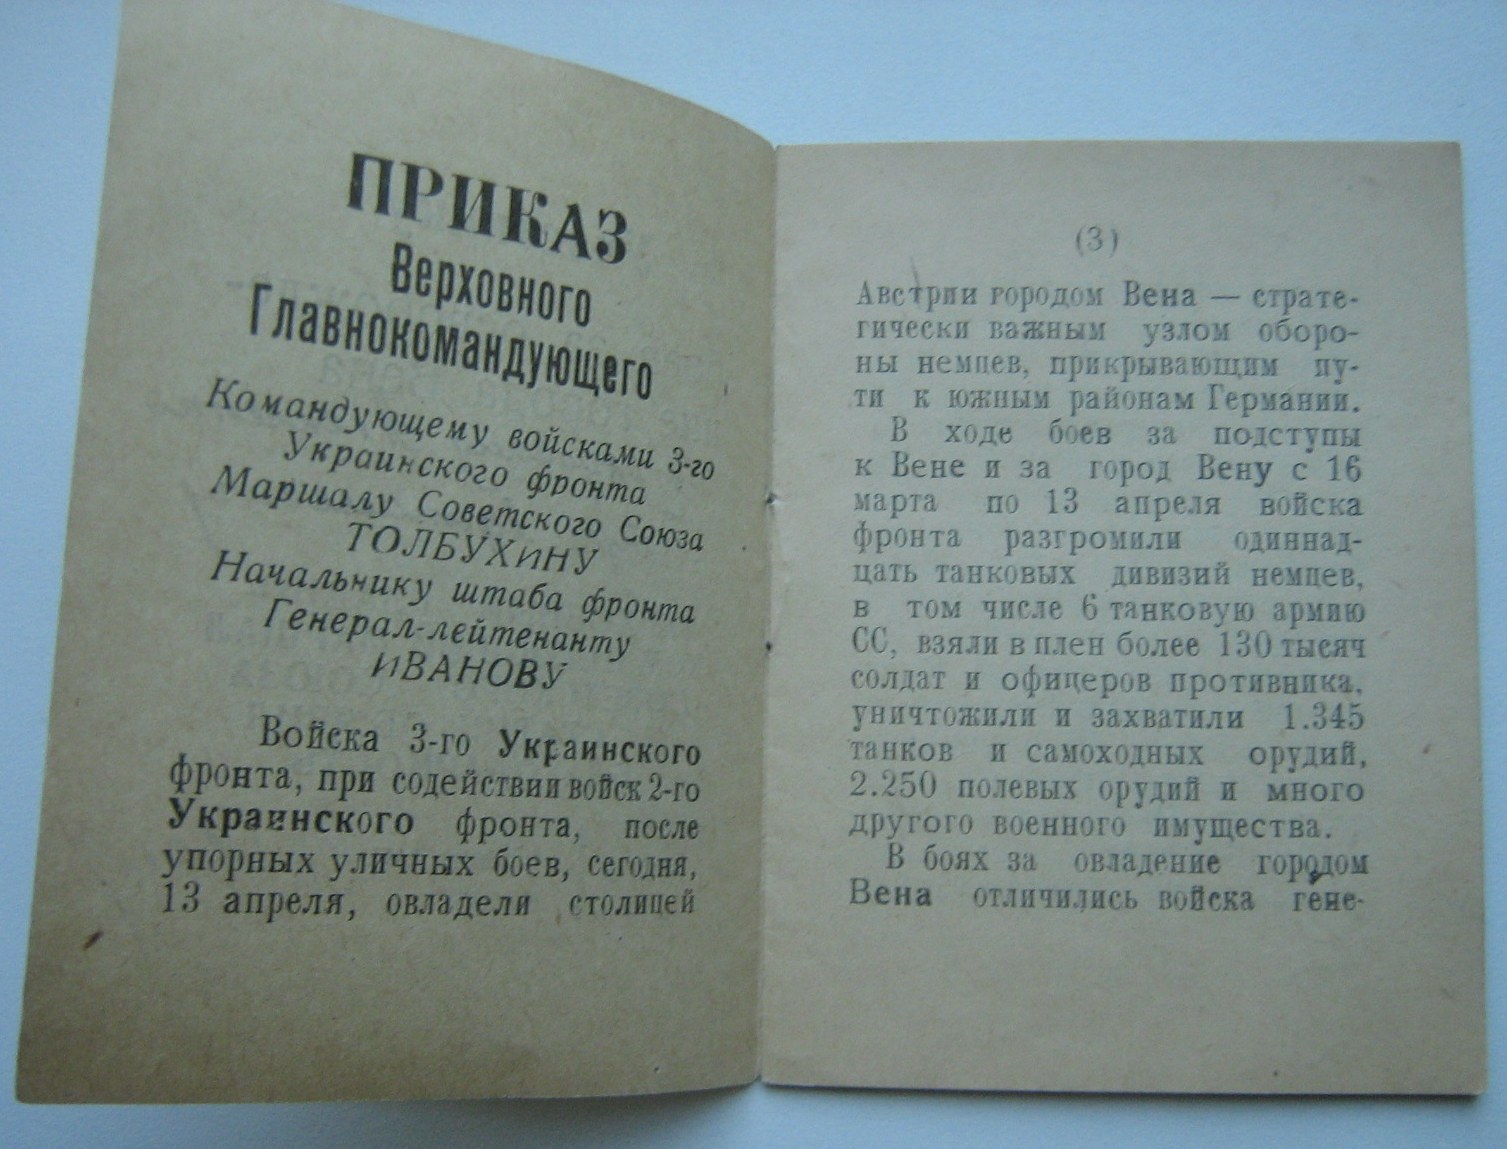 ПРИКАЗ
Верховного
Главнокомандующего
Командующему войсками 3-го
Украинского фронта
Маршалу Советского Союза
ТОЛБУХИНУ
Начальнику штаба фронта
Генерал-лейтенанту
ИВАНОВУ
Войска 3-го Украинского
фронта, при содействии войск 2-го
Украинского фронта, после
упорных уличных боев, сегодня,
13 апреля, овладели столицей
(3)
Австрии городом Вена — страте-
гически важным узлом оборо-
ны немцев, прикрывающим пу-
ти к южным районам Германии.
В ходе боев за подступы
к Вене и за город Вену с 16
марта по 13 апреля войска
фронта разгромили одиннад-
цать танковых дивизий немцев,
в том числе 6 танковую армию
СС, взяли в плен более 130 тысяч
солдат и офицеров противника,
уничтожили и захватили 1.345
танков и самоходных орудий,
2.250 полевых орудий и много
другого военного имущества.
В боях за овладение городом
Вена отличились войска гене-